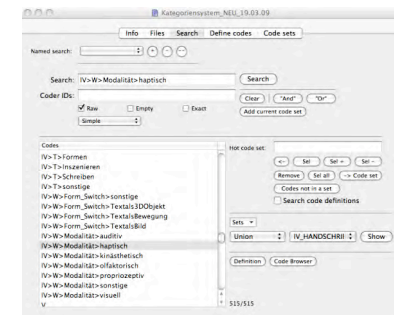 Kategoriensystem_NEU_19.03.09
Info Files Search Define codes Code sets
Named search:
Search: IV>W>Modalität>haptisch Search
Coder IDs:
Clear "And" "Or"
Raw Empty Exact
Add current code set
Simple
Codes
Hot code set:
IV>T>Formen
IV>T>Inszenieren
<- Sel Sel + Sel -
IV>T>Schreiben
IV>T>sonstige
Remove Sel all -> Code set
IV>W>Form_Switch>sonstige
Codes not in a set
IV>W>Form_Switch>Textals3DObjekt
Search code definitions
IV>W>Form_Switch>TextalsBewegung
IV>W>Form_Switch>TextalsBild
Sets
IV>W>Modalität>auditiv
Union IV_HANDSCHRII Show
IV>W>Modalität>haptisch
IV>W>Modalität>kinästhetisch
IV>W>Modalität>olfaktorisch
Definition Code Browser
IV>W>Modalität>propriozeptiv
IV>W>Modalität>sonstige
IV>W>Modalität>visuell
V
515/515